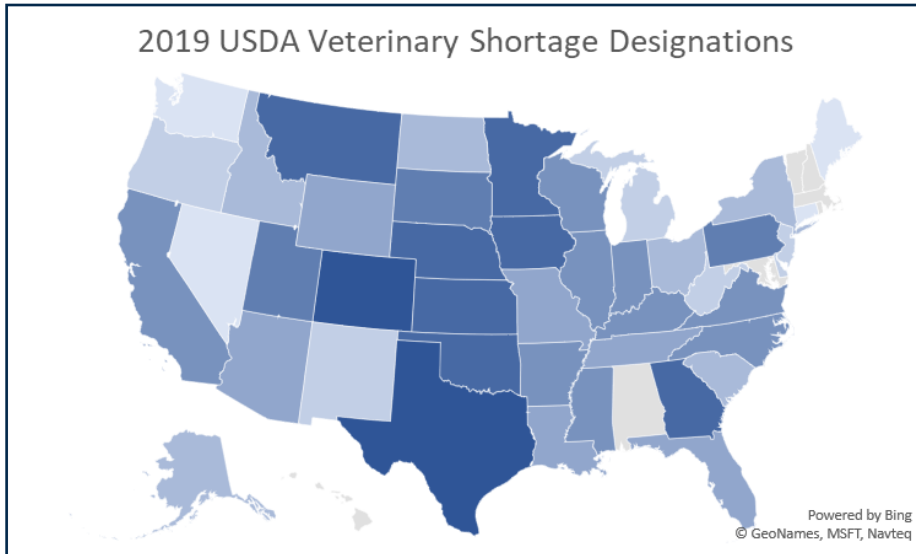 2019 USDA Veterinary Shortage Designations
Powered by Bing
© GeoNames, MSFT, Navteq